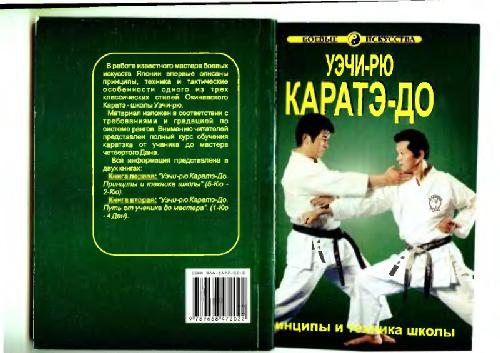 В работе известного мастера боевых
искусств Японии впервые описаны
принципы, техника и тактические
особенности одного из трех
классических стилей Окинавского
Каратэ - школы Уэчи-рю.
Материал изложен в соответствии с
требованиями и градацией по
системе рангов. Вниманию читателей
представлен полный курс обучения
каратэ от ученика до мастера
четвертого Дана.
Вся информация представлена в
двух книгах:
Книга первая: "Уэчи-рю Каратэ-До.
Принципы и техника школы" (8-Кю -
2-Кю).
Книга вторая: "Уэчи-рю Каратэ-До.
Путь от ученика до мастера". (1-Кю
- 4 Дан).
БОЕВЫЕ ИСКУССТВА
УЭЧИ-РЮ
КАРАТЭ-ДО
инципы и техника школы